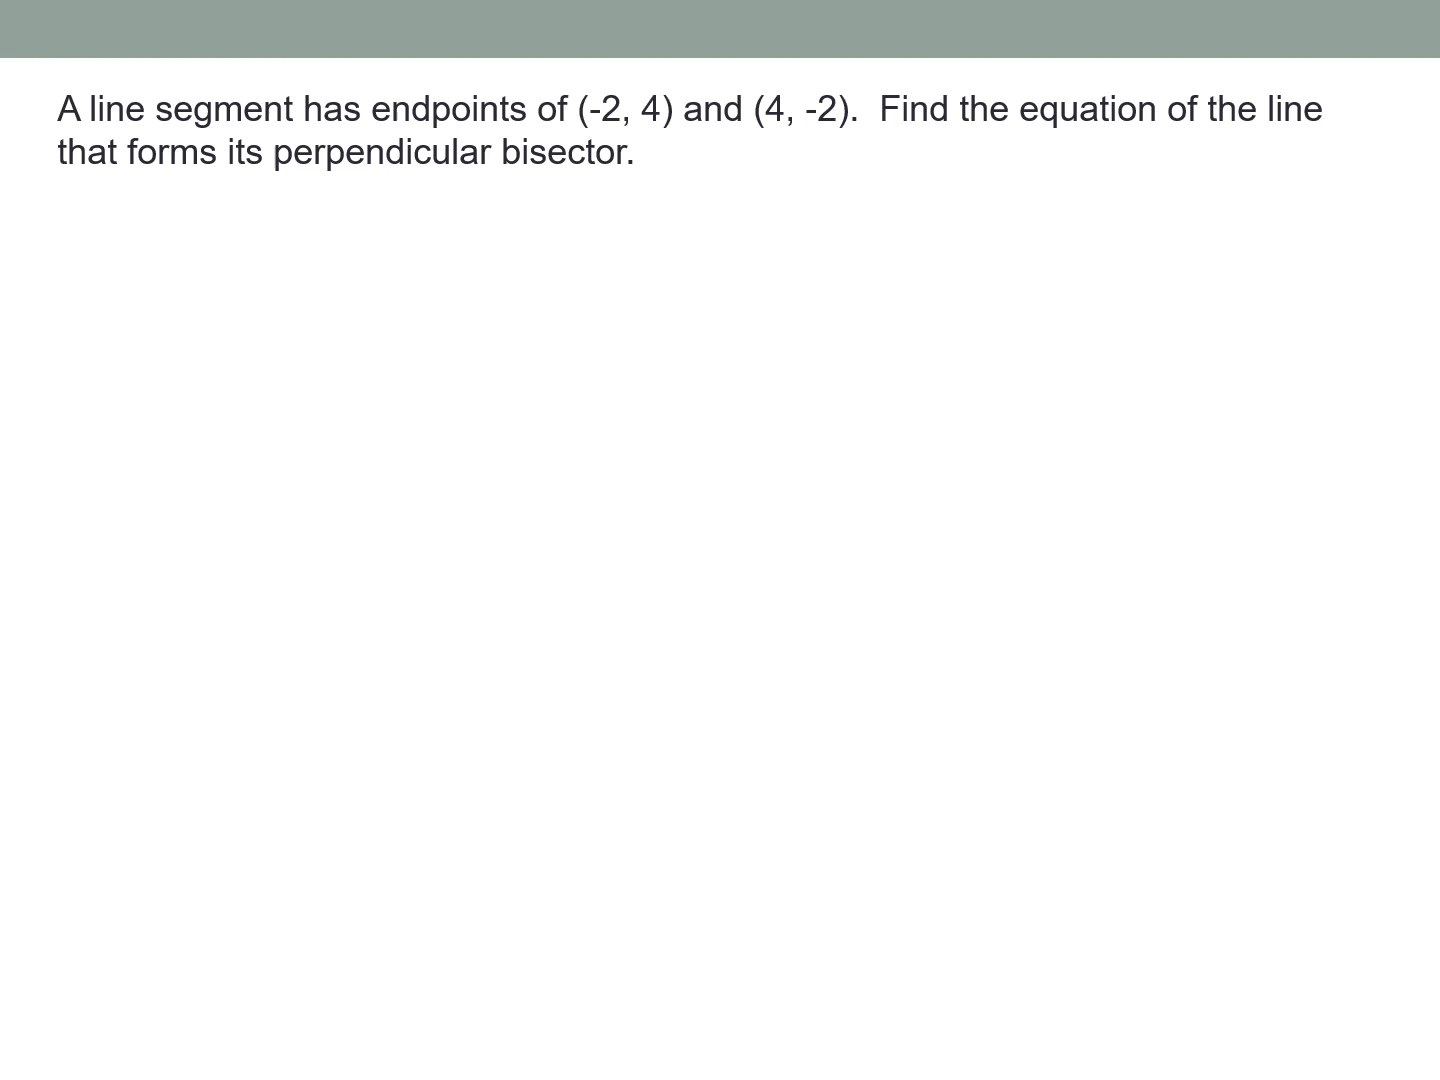 A line segment has endpoints of (-2, 4) and (4, -2).  Find the equation of the line
that forms its perpendicular bisector.